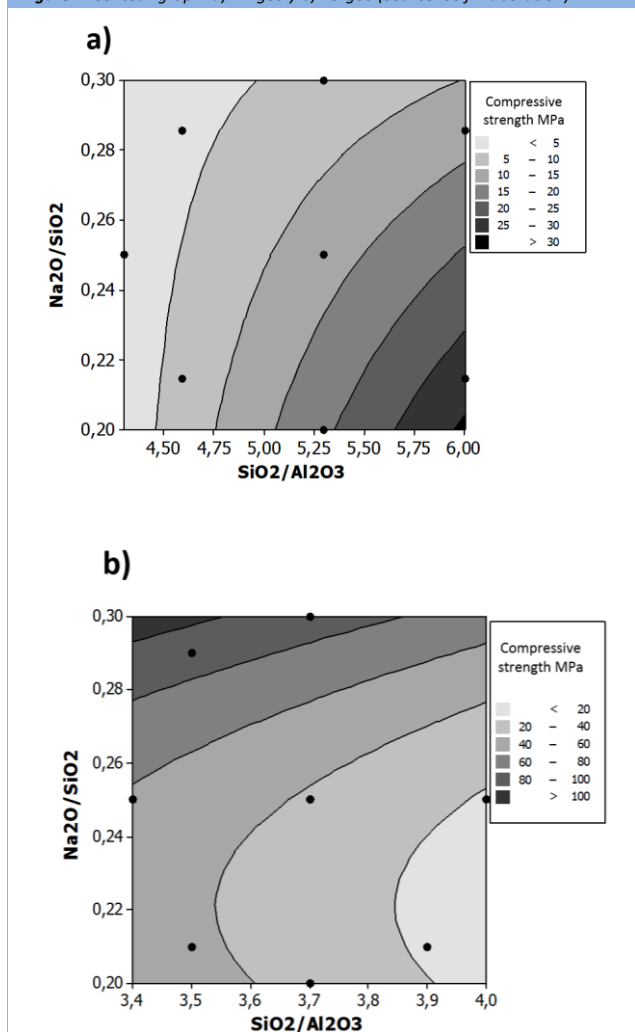 a)
0,30
0,28
0,26
0,24
0,22
0,20
Na2O/SiO2
4,50 4,75 5,00 5,25 5,50 5,75 6,00
SiO2/Al2O3
Compressive
strength MPa
< 5
5 – 10
10 – 15
15 – 20
20 – 25
25 – 30
> 30
b)
0,30
0,28
0,26
0,24
0,22
0,20
Na2O/SiO2
3,4 3,5 3,6 3,7 3,8 3,9 4,0
SiO2/Al2O3
Compressive
strength MPa
< 20
20 – 40
40 – 60
60 – 80
80 – 100
> 100